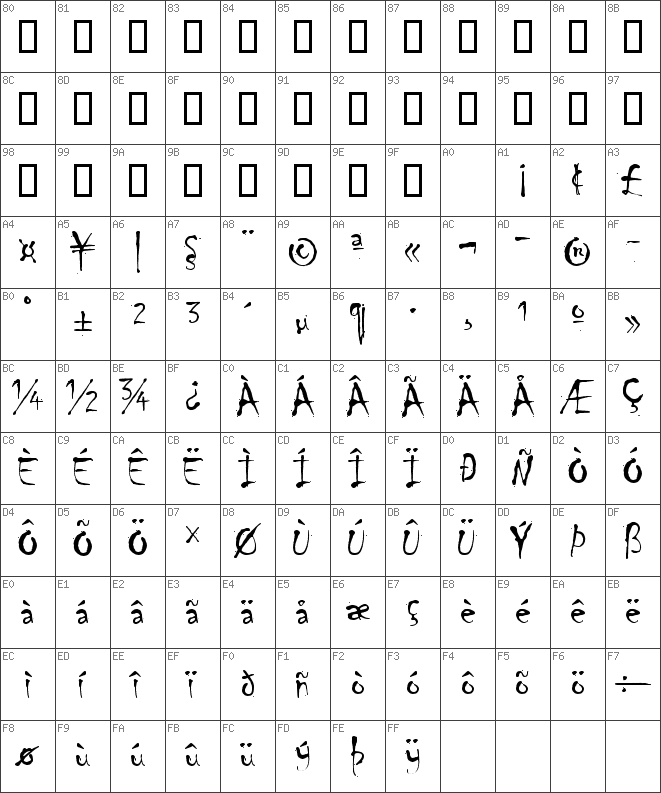 80 81 82 83 84 85 86 87 88 89 8A 8B
8C 8D 8E 8F 90 91 92 93 94 95 96 97
98 99 9A 9B 9C 9D 9E 9F A0 A1 A2 A3
¡ ¢ £
A4 A5 A6 A7 A8 A9 AA AB AC AD AE AF
¤ ¥ ¦ § ¨ © ª « ¬ - ® ¯
B0 B1 B2 B3 B4 B5 B6 B7 B8 B9 BA BB
° ± ² ³ ´ µ ¶ · ¸ ¹ º »
BC BD BE BF C0 C1 C2 C3 C4 C5 C6 C7
¼ ½ ¾ ¿ À Á Â Ã Ä Å Æ Ç
C8 C9 CA CB CC CD CE CF D0 D1 D2 D3
È É Ê Ë Ì Í Î Ï Ð Ñ Ò Ó
D4 D5 D6 D7 D8 D9 DA DB DC DD DE DF
Ô Õ Ö × Ø Ù Ú Û Ü Ý Þ ß
E0 E1 E2 E3 E4 E5 E6 E7 E8 E9 EA EB
à á â ã ä å æ ç è é ê ë
EC ED EE EF F0 F1 F2 F3 F4 F5 F6 F7
ì í î ï ð ñ ò ó ô õ ö ÷
F8 F9 FA FB FC FD FE FF
ø ù ú û ü ý þ ÿ